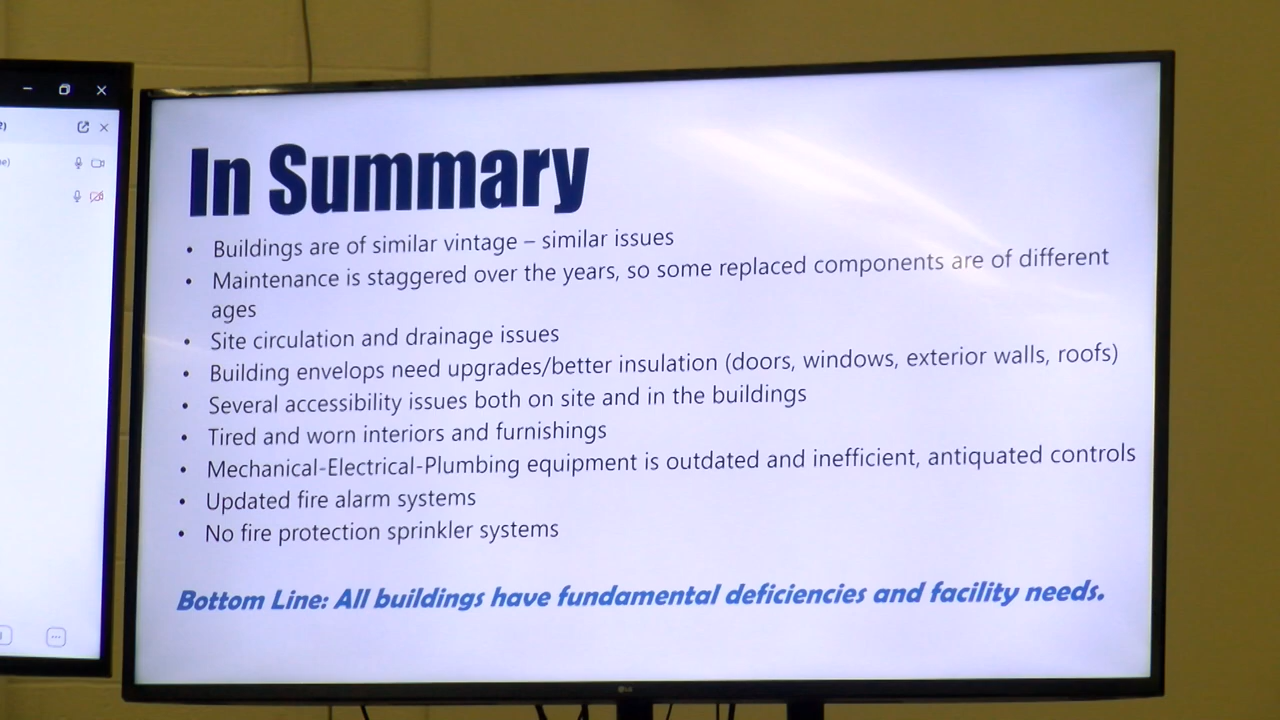 In Summary
• Buildings are of similar vintage – similar issues
• Maintenance is staggered over the years, so some replaced components are of different
ages
• Site circulation and drainage issues
• Building envelops need upgrades/better insulation (doors, windows, exterior walls, roofs)
• Several accessibility issues both on site and in the buildings
• Tired and worn interiors and furnishings
• Mechanical-Electrical-Plumbing equipment is outdated and inefficient, antiquated controls
• Updated fire alarm systems
• No fire protection sprinkler systems
Bottom Line: All buildings have fundamental deficiencies and facility needs.
LG